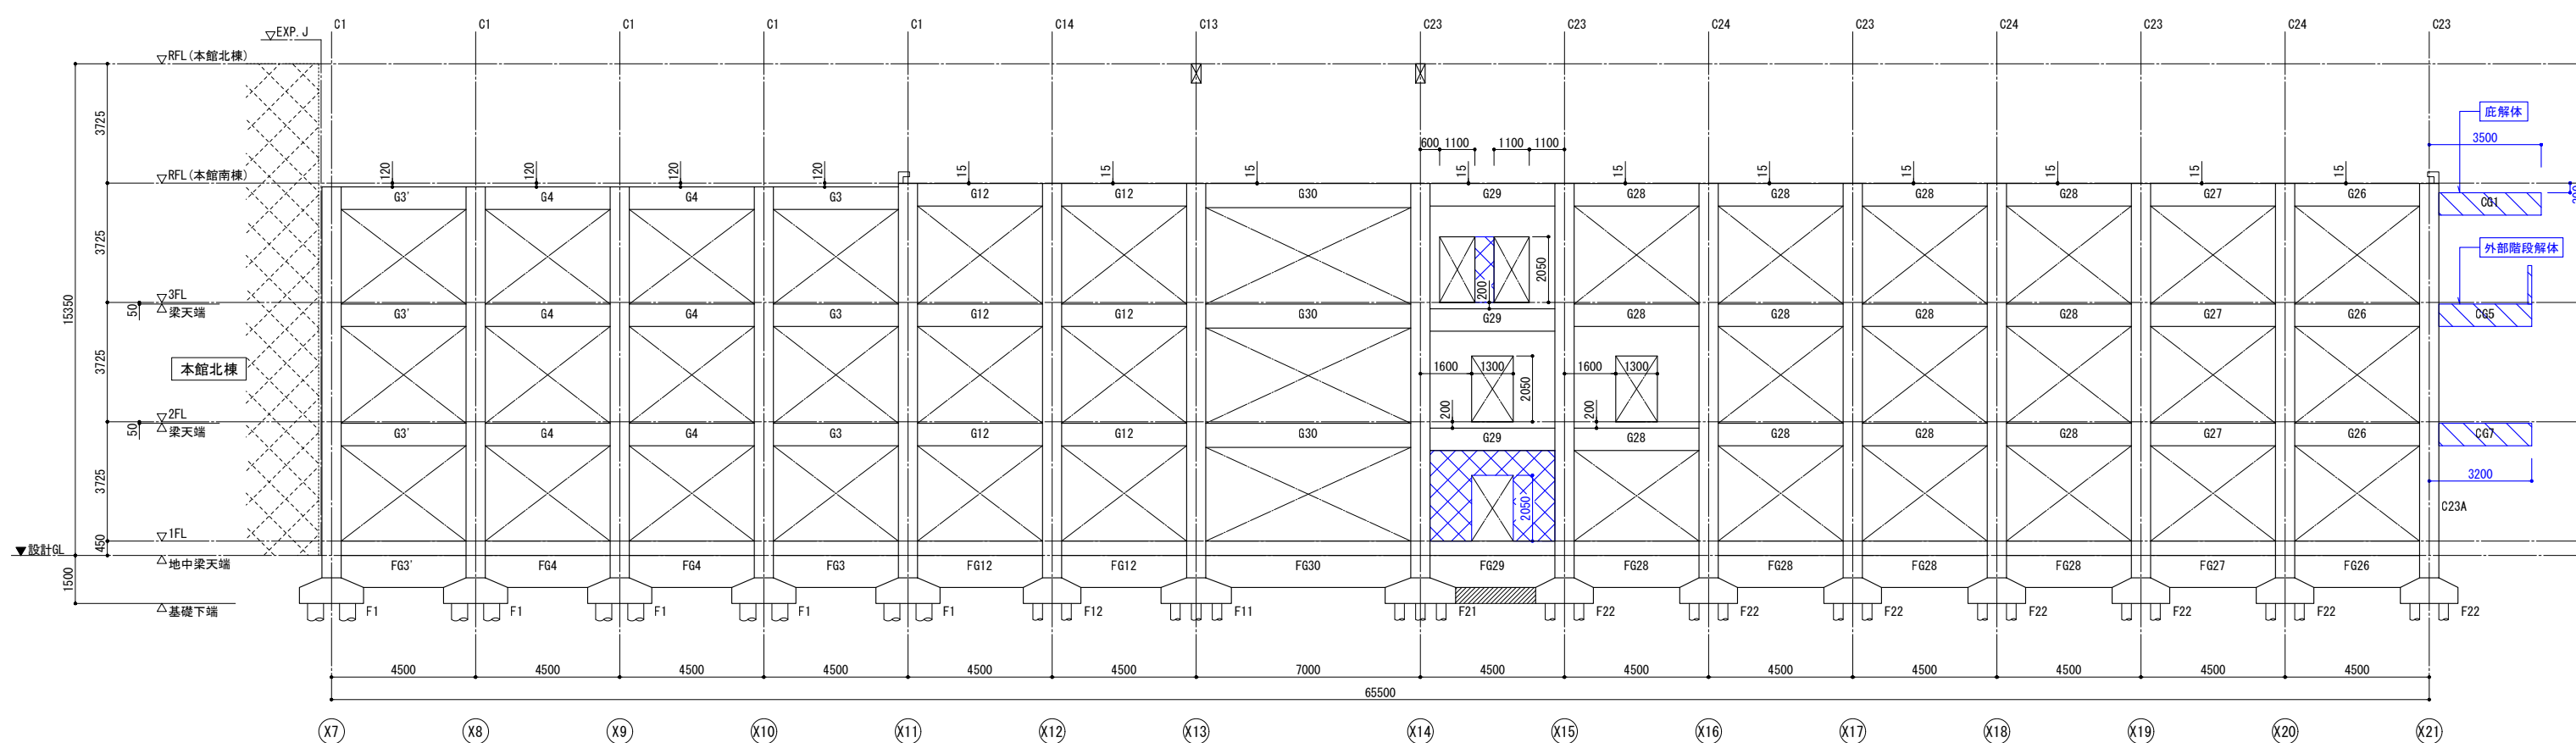 C1 C1 C1 C1 C1 C14 C13 C23 C23 C24 C23 C24 C23 C24 C23
EXP.J
RFL(本館北棟)
庇解体
3500
600 1100 1100 1100
3725
RFL(本館南棟)
120 120 120 120 15 15 15 15 15 15 15 15 15 15
G3' G4 G4 G3 G12 G12 G30 G29 G28 G28 G28 G28 G27 G26
CG1
3725
外部階段解体
2050
200
3FL
梁天端
50
15350
G3' G4 G4 G3 G12 G12 G30 G29 G28 G28 G28 G28 G27 G26
CG5
3725
本館北棟
1600 1300 1600 1300
2050
200 200
2FL
梁天端
50
G3' G4 G4 G3 G12 G12 G30 G29 G28 G28 G28 G28 G27 G26
CG7
3200
3725
2050
C23A
1FL
450
設計GL
地中梁天端
FG3' FG4 FG4 FG3 FG12 FG12 FG30 FG29 FG28 FG28 FG28 FG28 FG27 FG26
1500
基礎下端
F1 F1 F1 F1 F1 F12 F11 F21 F22 F22 F22 F22 F22 F22 F22
4500 4500 4500 4500 4500 4500 7000 4500 4500 4500 4500 4500 4500 4500
65500
X7 X8 X9 X10 X11 X12 X13 X14 X15 X16 X17 X18 X19 X20 X21